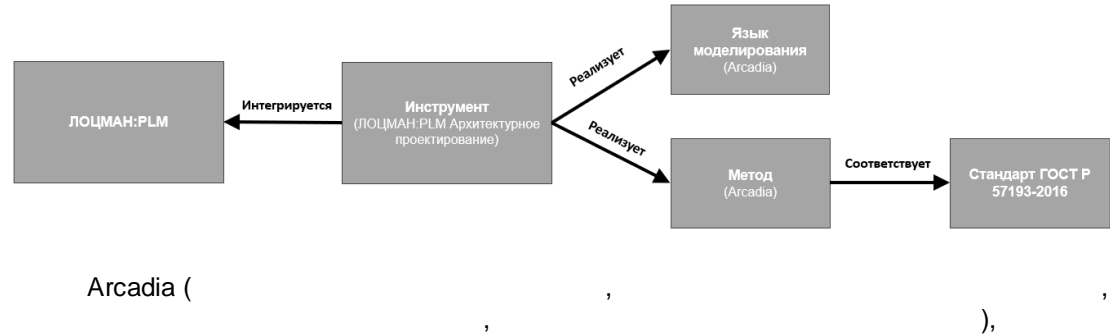 Язык
моделирования
(Arcadia)
Реализует
Интегрируется
ЛОЦМАН:PLM
Инструмент
(ЛОЦМАН:PLM Архитектурное
проектирование)
Реализует
Соответствует
Метод
(Arcadia)
Стандарт ГОСТ Р
57193-2016
Arcadia ( , ,
, ),